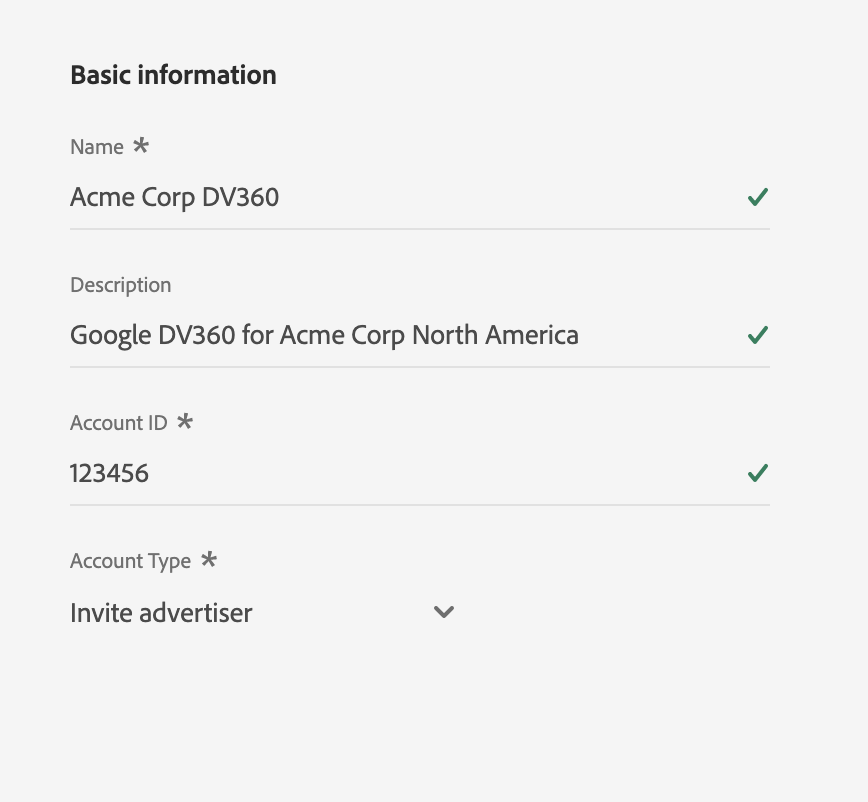 Basic information
Name *
Acme Corp DV360
Description
Google DV360 for Acme Corp North America
Account ID *
123456
Account Type *
Invite advertiser